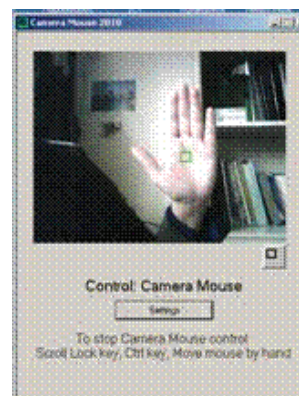 Camera Mouse 2010
Control: Camera Mouse
Settings
To stop Camera Mouse control
Scroll Lock key, Ctrl key, Move mouse by hand